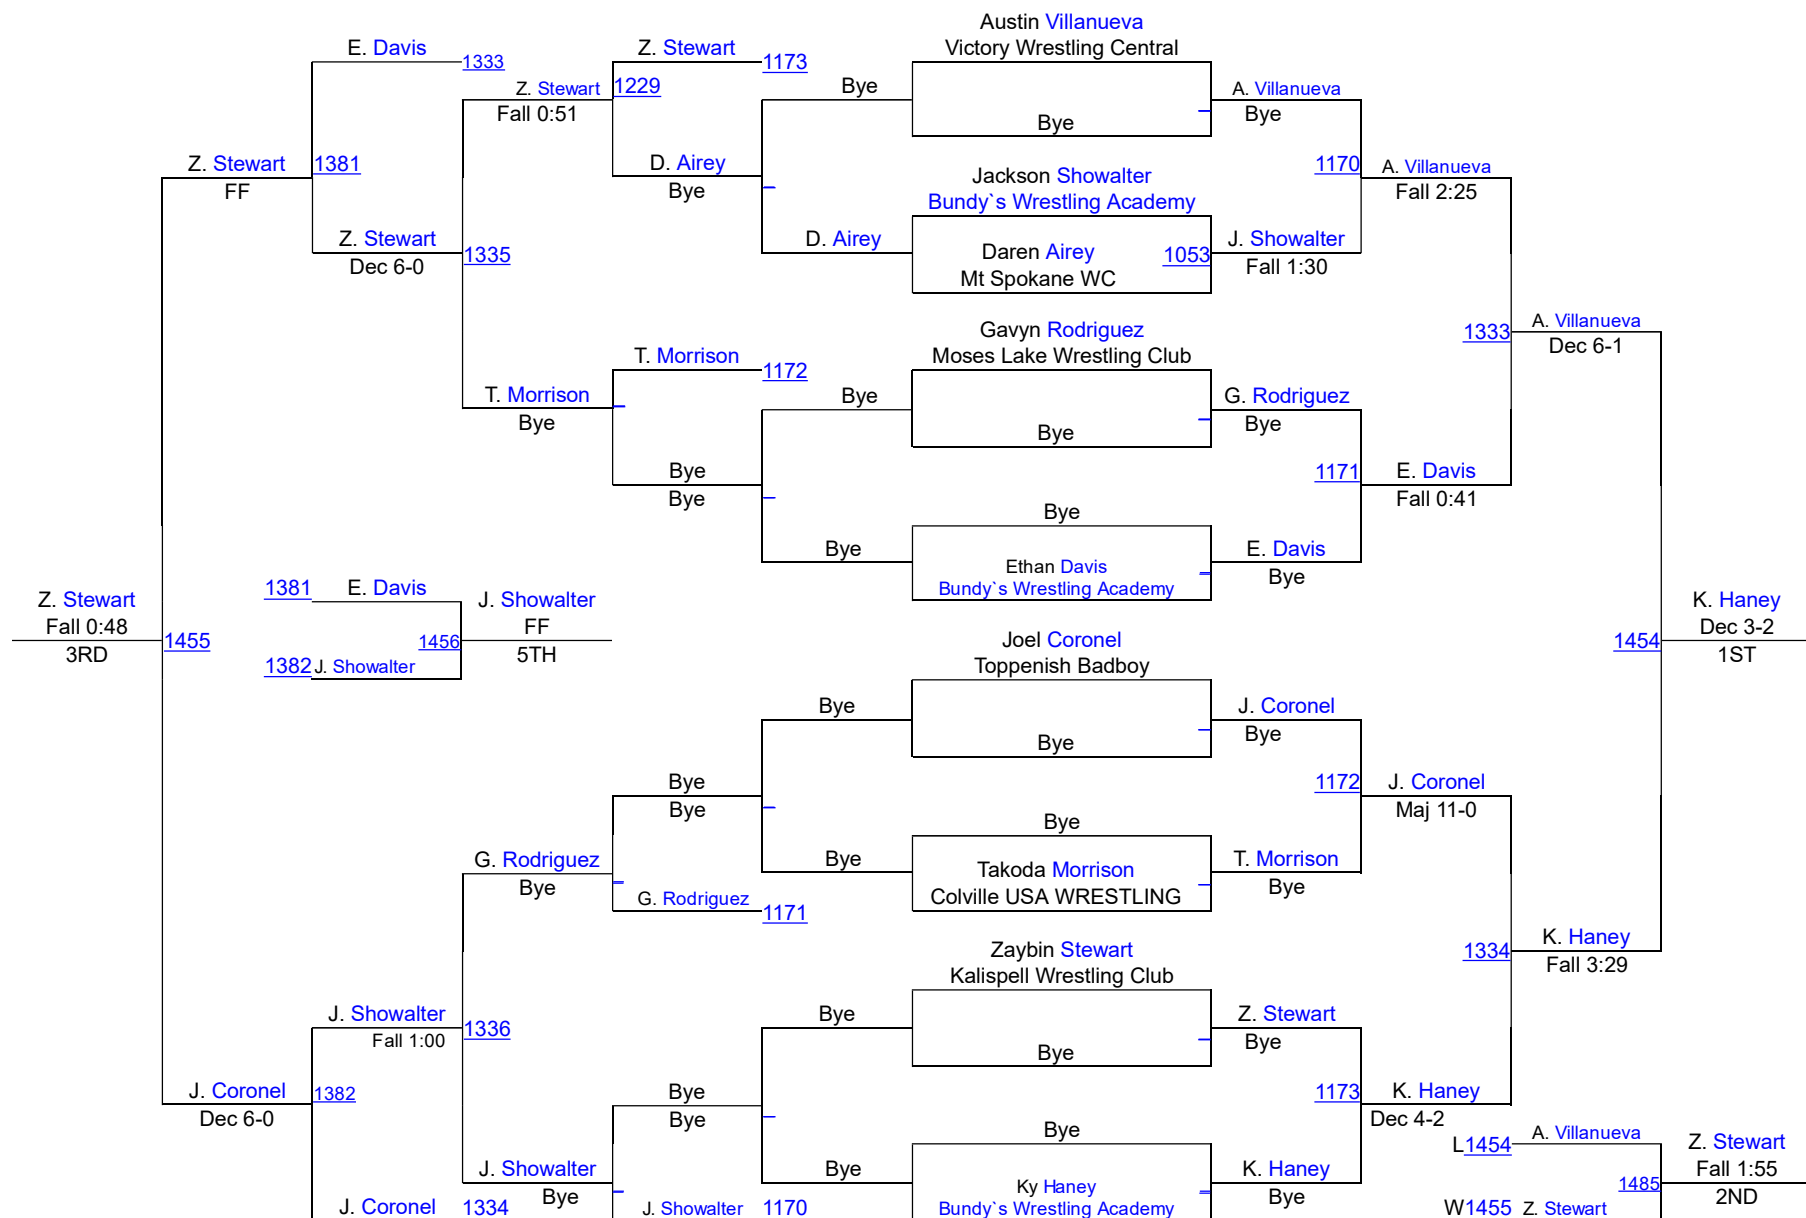 Austin Villanueva
E. Davis
Z. Stewart
Victory Wrestling Central
1333
1173
Z. Stewart
1229
Bye
A. Villanueva
Fall 0:51
Bye
Bye
Z. Stewart
1381
D. Airey
1170
A. Villanueva
FF
Bye
Jackson Showalter
Fall 2:25
Bundy`s Wrestling Academy
Z. Stewart
1335
D. Airey
Daren Airey
1053
J. Showalter
Dec 6-0
Mt Spokane WC
Fall 1:30
Gavyn Rodriguez
1333
A. Villanueva
T. Morrison
1172
Moses Lake Wrestling Club
Dec 6-1
T. Morrison
Bye
G. Rodriguez
Bye
Bye
Bye
Bye
1171
E. Davis
Bye
Fall 0:41
Bye
Bye
Ethan Davis
E. Davis
Bundy`s Wrestling Academy
Bye
1381
E. Davis
Z. Stewart
J. Showalter
K. Haney
Fall 0:48
FF
Dec 3-2
3RD
1455
1456
5TH
Joel Coronel
1454
1ST
1382
J. Showalter
Toppenish Badboy
Bye
J. Coronel
Bye
Bye
Bye
1172
J. Coronel
Bye
Maj 11-0
Bye
G. Rodriguez
Bye
Takoda Morrison
T. Morrison
Bye
Colville USA WRESTLING
Bye
G. Rodriguez
1171
Zaybin Stewart
1334
K. Haney
Kalispell Wrestling Club
Fall 3:29
J. Showalter
1336
Bye
Z. Stewart
Fall 1:00
Bye
Bye
J. Coronel
1382
Bye
1173
K. Haney
Dec 6-0
Bye
Dec 4-2
Bye
L1454
A. Villanueva
Z. Stewart
J. Showalter
Bye
Ky Haney
K. Haney
Fall 1:55
Bye
Bundy`s Wrestling Academy
Bye
1485
2ND
J. Coronel
1334
J. Showalter
1170
W1455
Z. Stewart